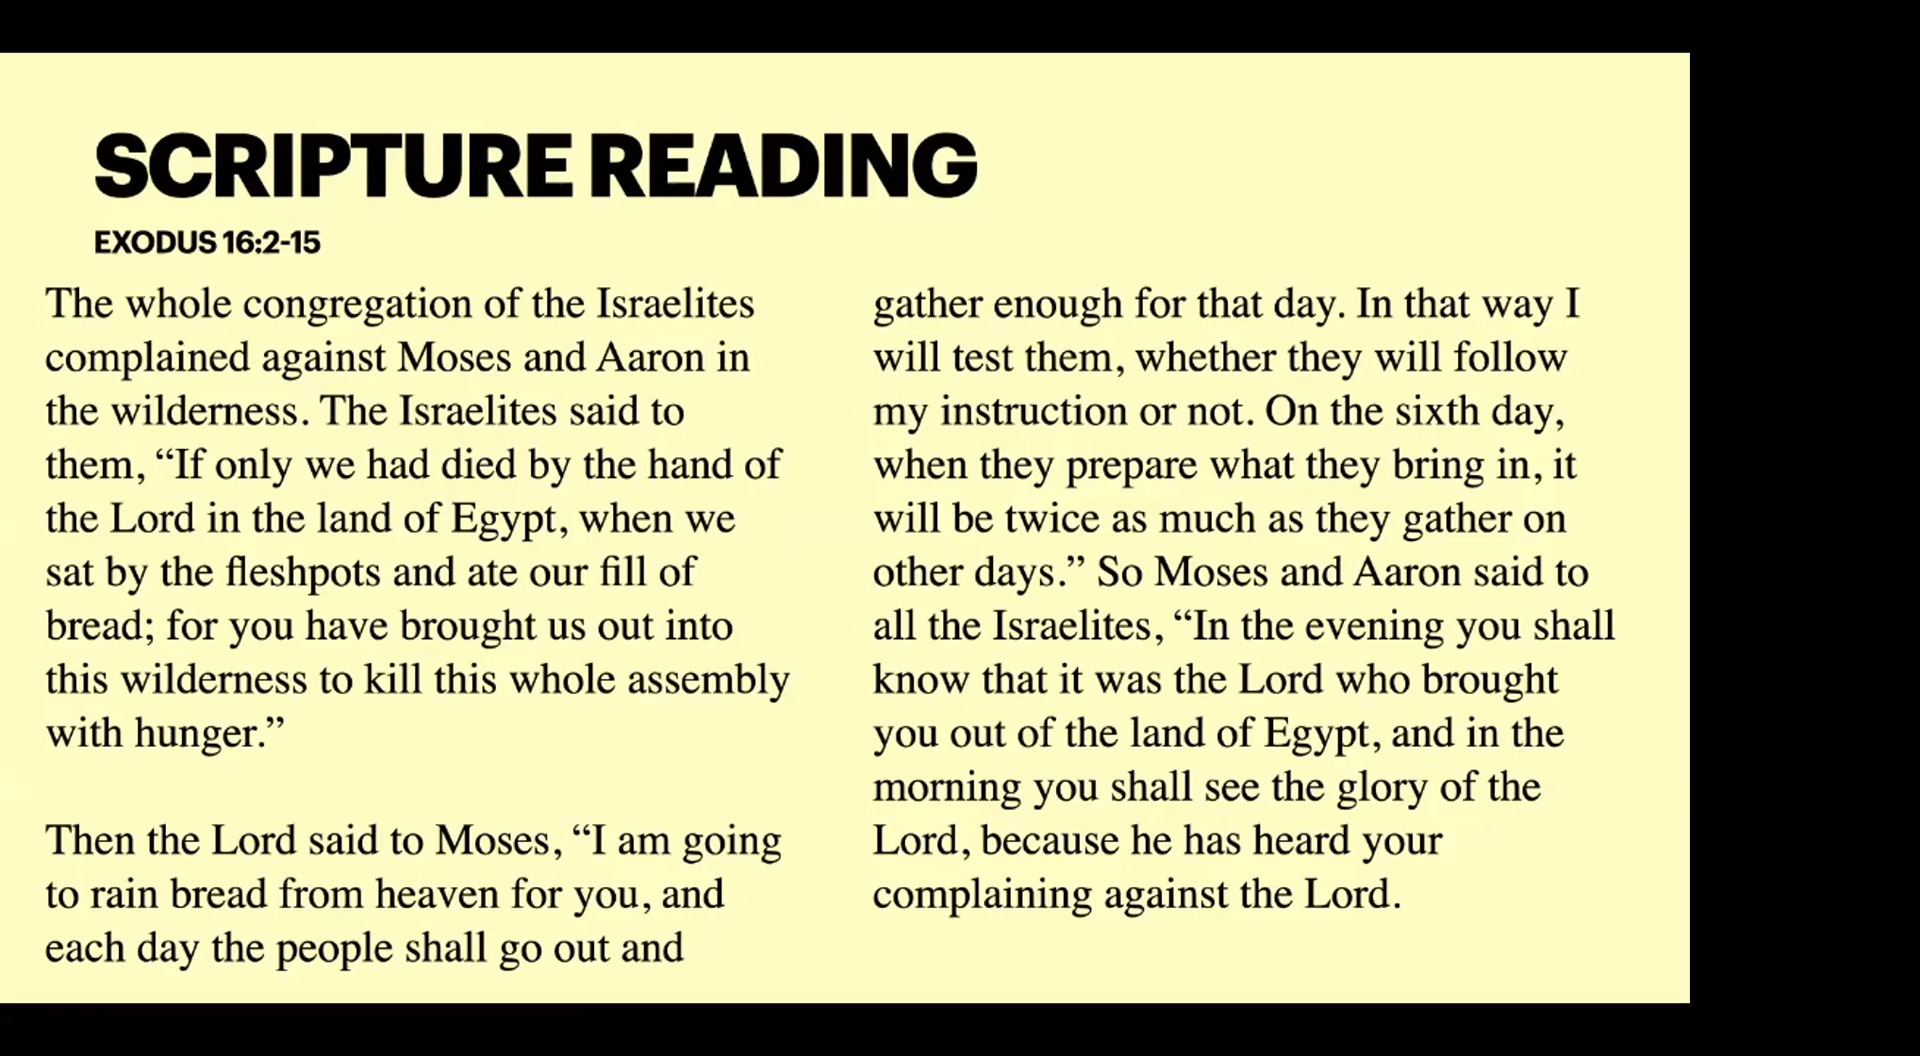 SCRIPTURE READING
EXODUS 16:2-15
The whole congregation of the Israelites
complained against Moses and Aaron in
the wilderness. The Israelites said to
them, “If only we had died by the hand of
the Lord in the land of Egypt, when we
sat by the fleshpots and ate our fill of
bread; for you have brought us out into
this wilderness to kill this whole assembly
with hunger.”
Then the Lord said to Moses, “I am going
to rain bread from heaven for you, and
each day the people shall go out and
gather enough for that day. In that way I
will test them, whether they will follow
my instruction or not. On the sixth day,
when they prepare what they bring in, it
will be twice as much as they gather on
other days.” So Moses and Aaron said to
all the Israelites, “In the evening you shall
know that it was the Lord who brought
you out of the land of Egypt, and in the
morning you shall see the glory of the
Lord, because he has heard your
complaining against the Lord.